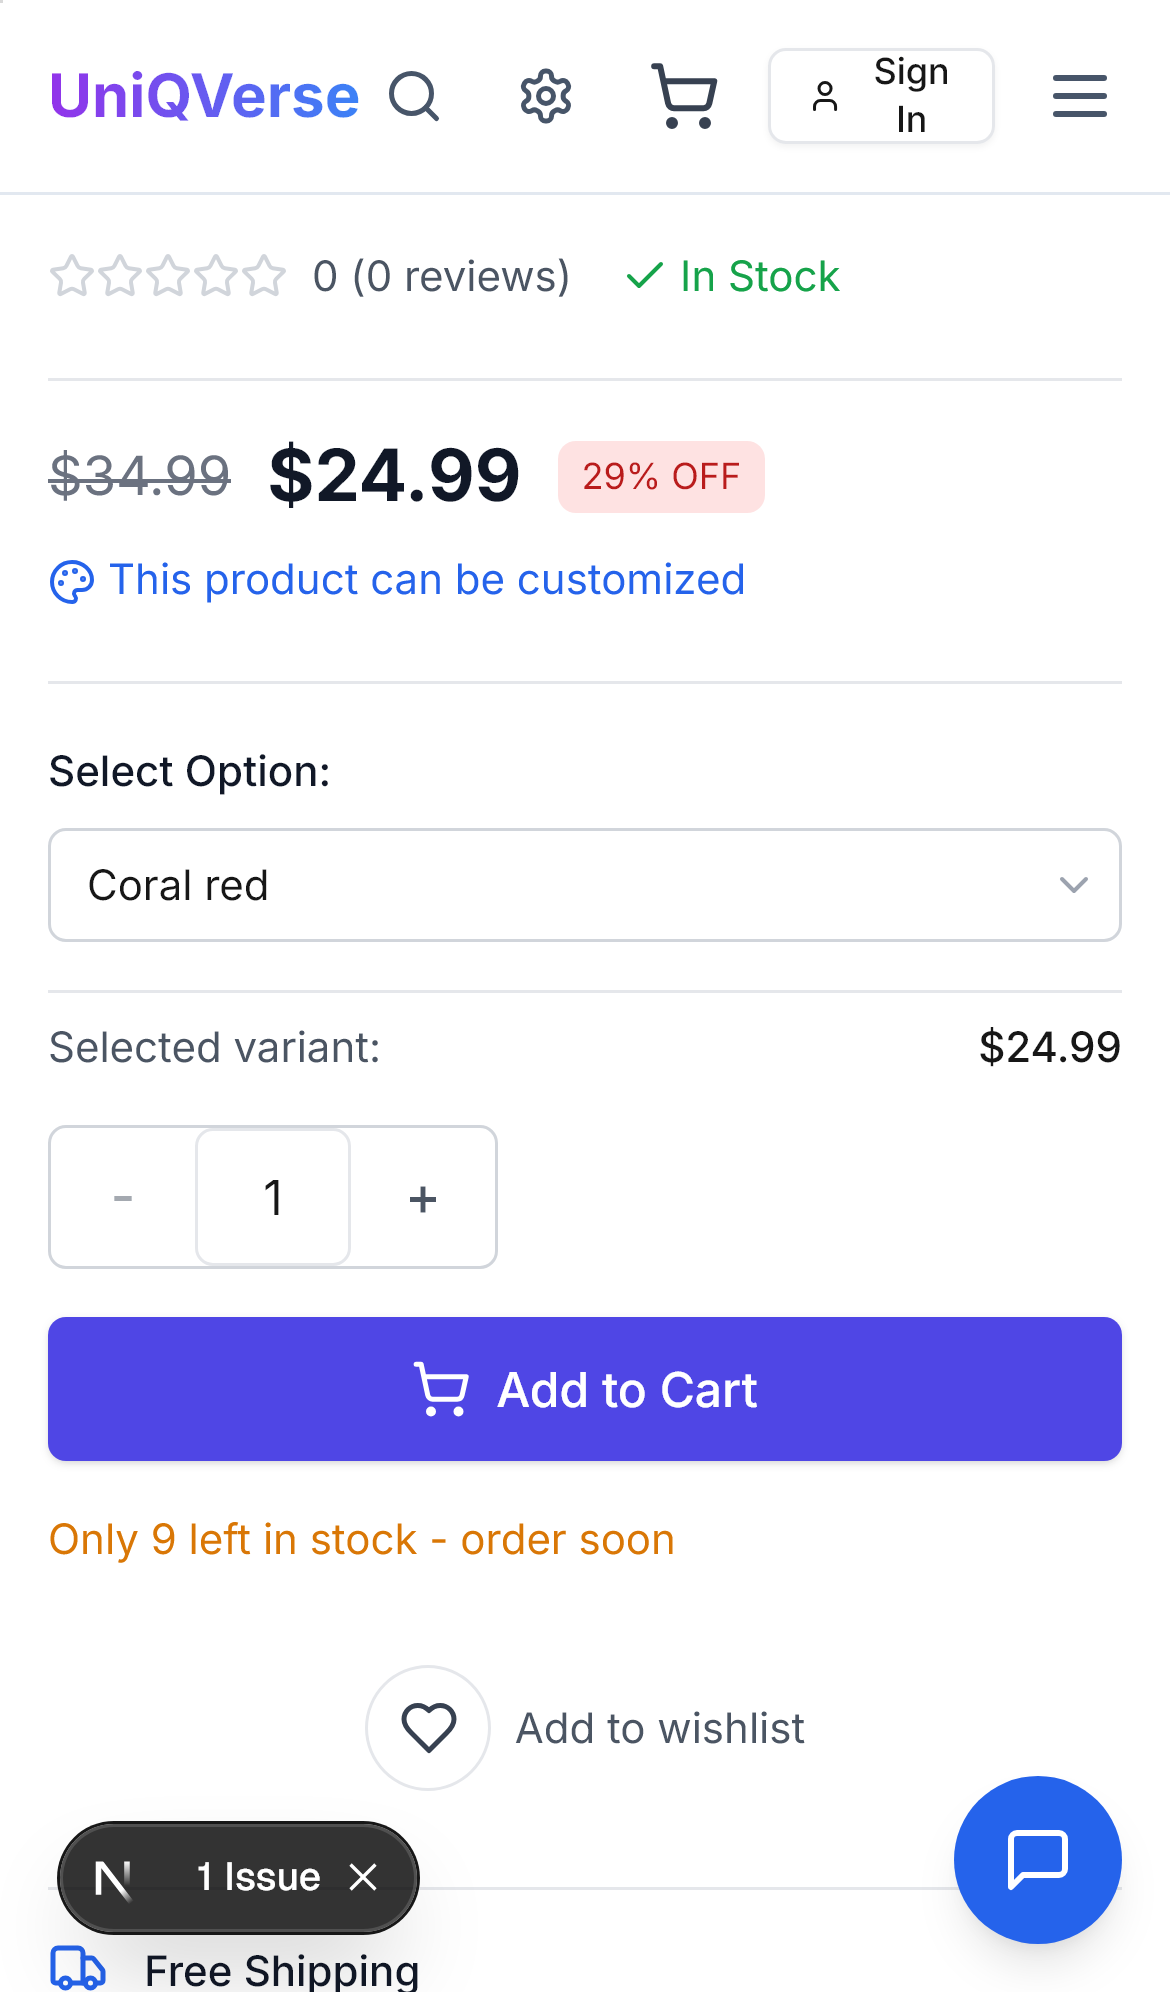 UniQVerse
Sign
In
0 (0 reviews)
In Stock
$34.99 $24.99 29% OFF
This product can be customized
Select Option:
Coral red
Selected variant: $24.99
- 1 +
Add to Cart
Only 9 left in stock - order soon
Add to wishlist
1 Issue
Free Shipping